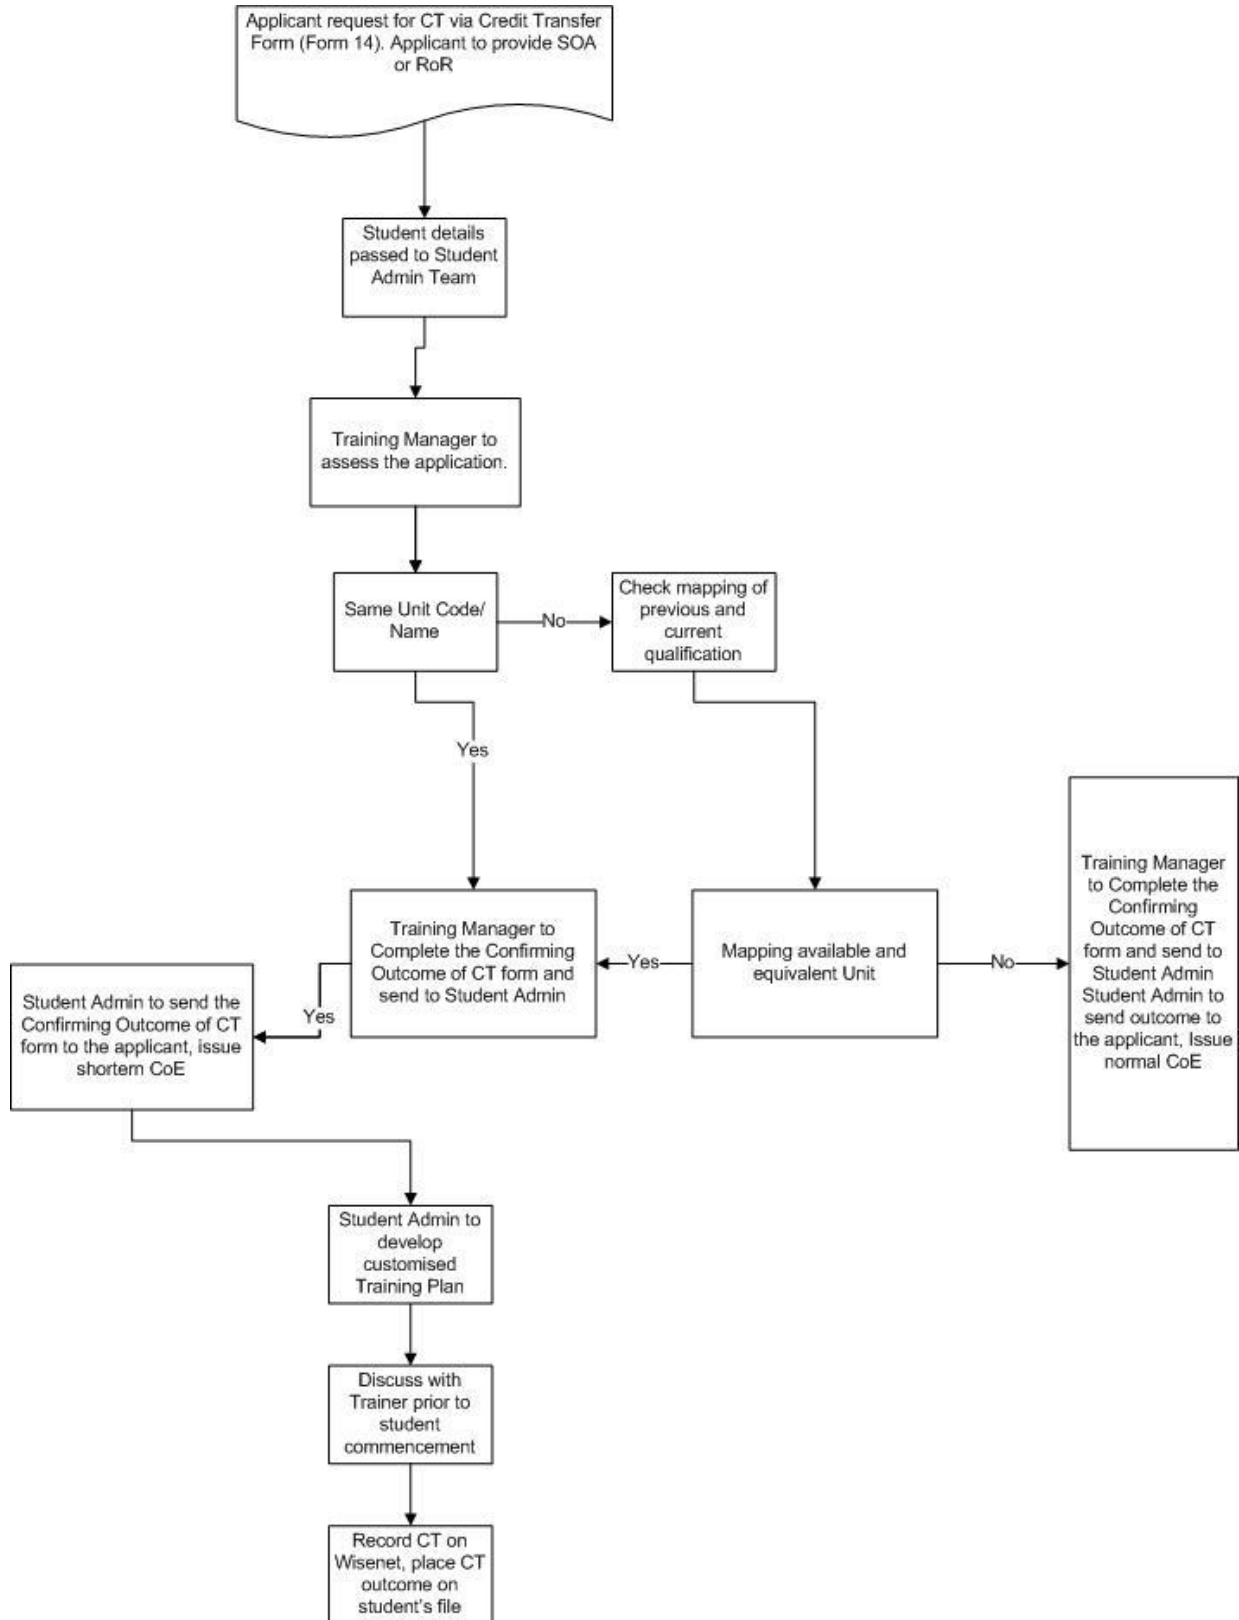 Applicant request for CT via Credit Transfer
Form (Form 14). Applicant to provide SOA
or RoR
Student details
passed to Student
Admin Team
Training Manager to
assess the application.
Same Unit Code/
Name
No
Check mapping of
previous and
current
qualification
Yes
Training Manager to
Complete the Confirming
Outcome of CT form and
send to Student Admin
Yes
Mapping available and
equivalent Unit
No
Training Manager
to Complete the
Confirming
Outcome of CT
form and send to
Student Admin
Student Admin to
send outcome to
the applicant, Issue
normal CoE
Yes
Student Admin to send the
Confirming Outcome of CT
form to the applicant, issue
shortern CoE
Student Admin to
develop
customised
Training Plan
Discuss with
Trainer prior to
student
commencement
Record CT on
Wisenet, place CT
outcome on
student's file